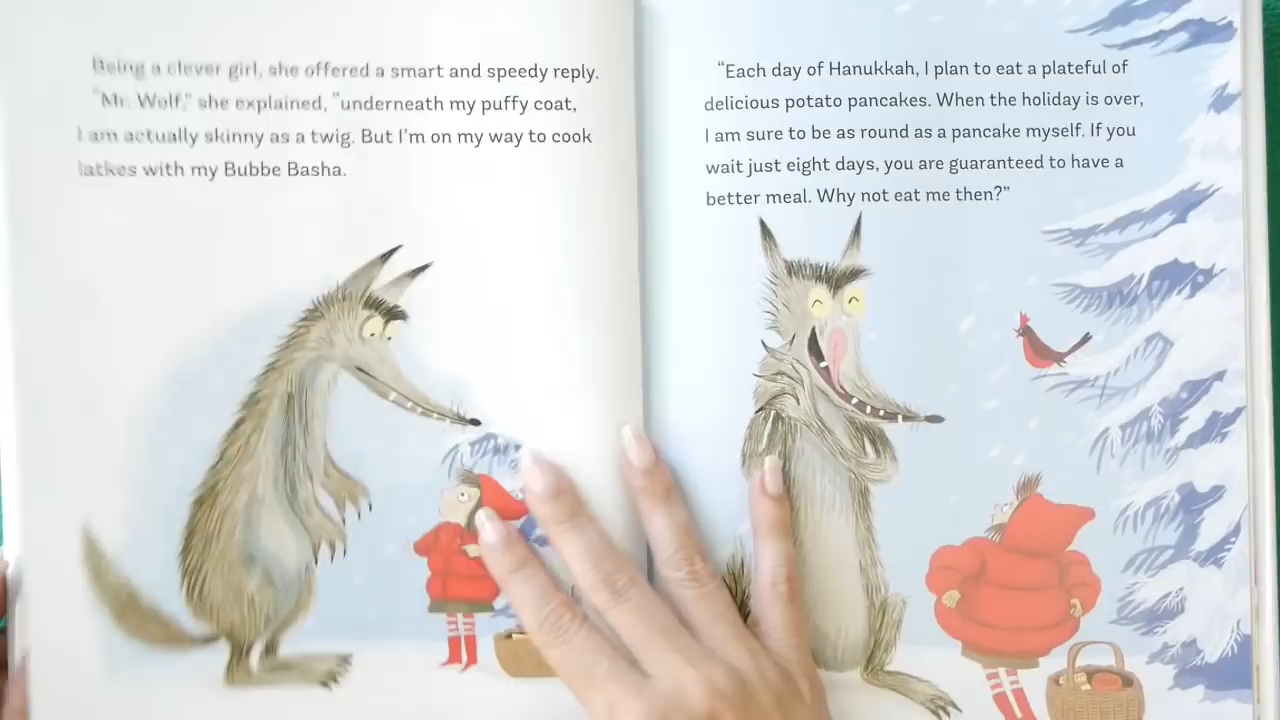 Being a clever girl, she offered a smart and speedy reply.
"Mr. Wolf," she explained, "underneath my puffy coat,
I am actually skinny as a twig. But I'm on my way to cook
latkes with my Bubbe Basha.
"Each day of Hanukkah, I plan to eat a plateful of
delicious potato pancakes. When the holiday is over,
I am sure to be as round as a pancake myself. If you
wait just eight days, you are guaranteed to have a
better meal. Why not eat me then?"